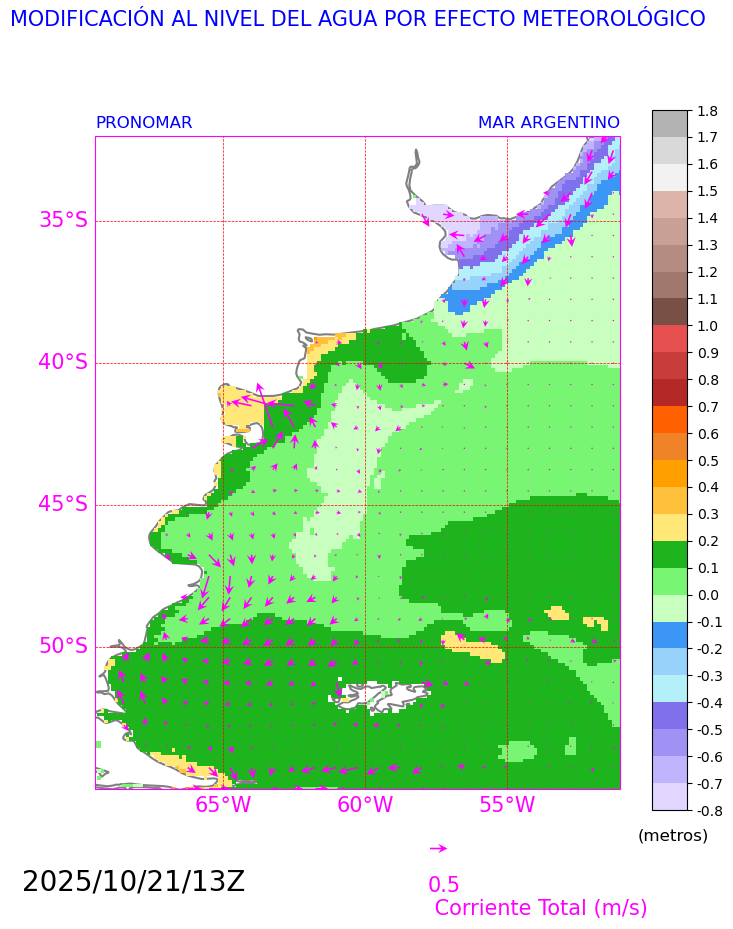 MODIFICACIÓN AL NIVEL DEL AGUA POR EFECTO METEOROLÓGICO
PRONOMAR
MAR ARGENTINO
35°S
40°S
45°S
50°S
65°W
60°W
55°W
1.8
1.7
1.6
1.5
1.4
1.3
1.2
1.1
1.0
0.9
0.8
0.7
0.6
0.5
0.4
0.3
0.2
0.1
0.0
-0.1
-0.2
-0.3
-0.4
-0.5
-0.6
-0.7
-0.8
(metros)
2025/10/21/13Z
0.5
Corriente Total (m/s)